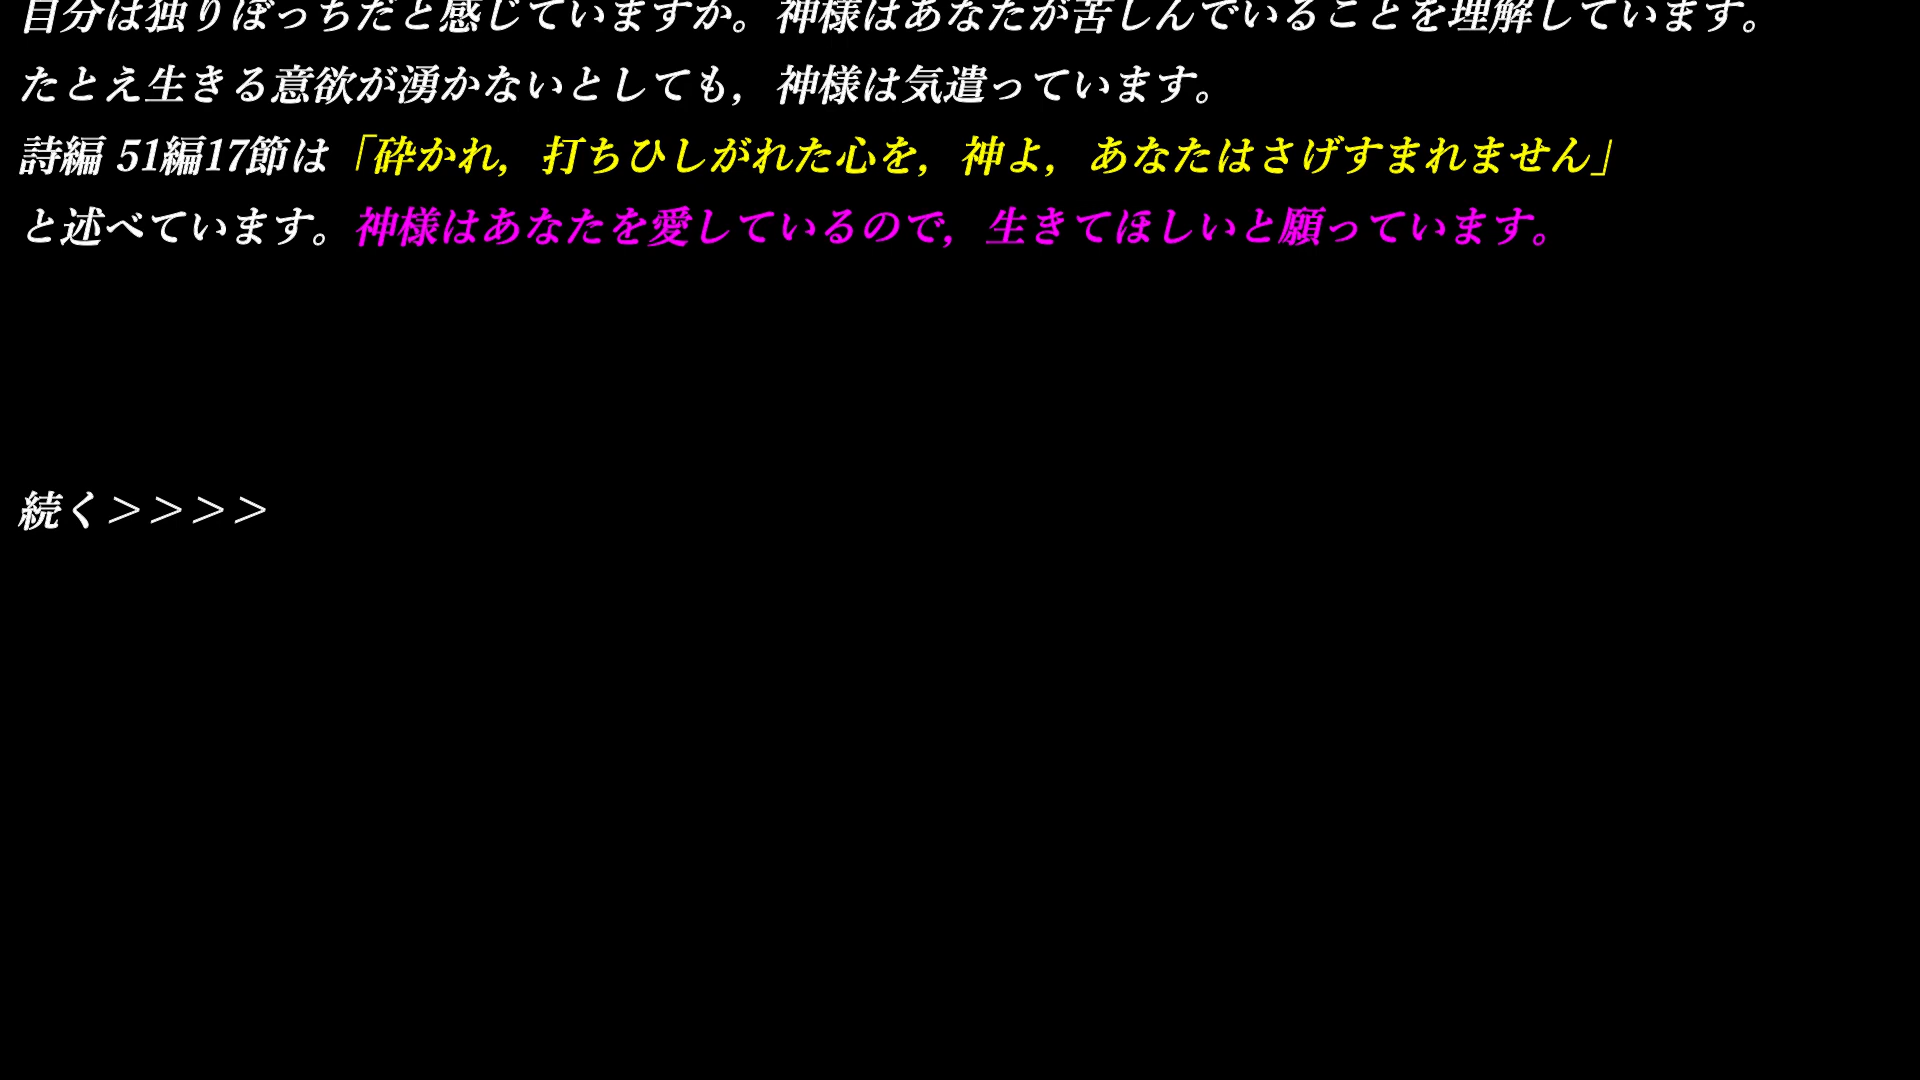 自分は独りぼっちだと感じていますか。神様はあなたが苦しんでいることを理解しています。
たとえ生きる意欲が湧かないとしても，神様は気遣っています。
詩編 51編17節は「砕かれ，打ちひしがれた心を，神よ，あなたはさげすまれません」
と述べています。神様はあなたを愛しているので，生きてほしいと願っています。
続く＞＞＞＞